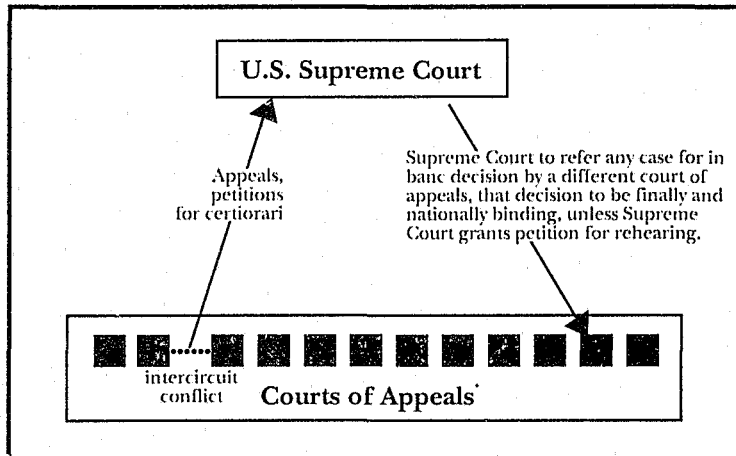 U.S. Supreme Court
Appeals,
petitions
for certiorari
Supreme Court to refer any case for in
banc decision by a different court of
appeals, that decision to be finally and
nationally binding, unless Supreme
Court grants petition for rehearing.
intercircuit
conflict
Courts of Appeals